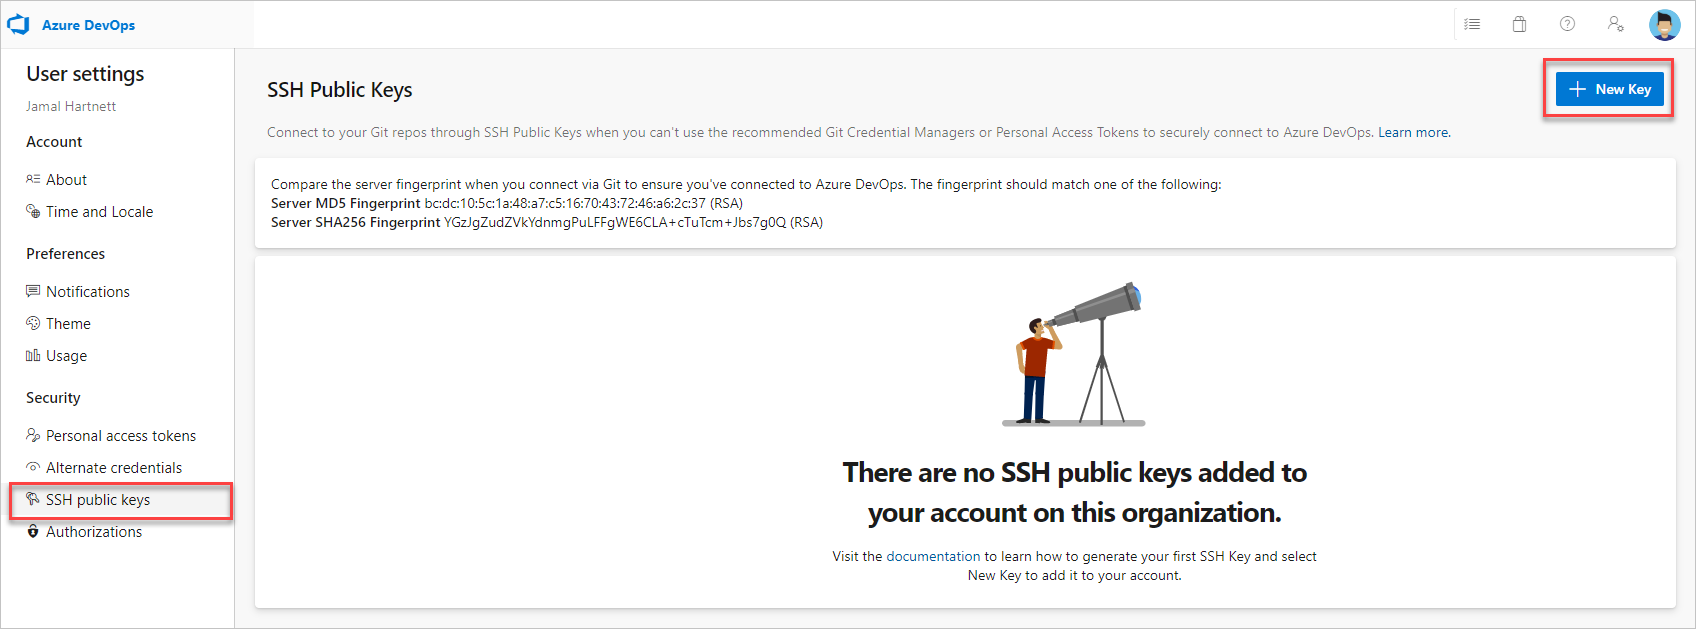 Azure DevOps
User settings
Jamal Hartnett
Account
About
Time and Locale
Preferences
Notifications
Theme
Usage
Security
Personal access tokens
Alternate credentials
SSH public keys
Authorizations
SSH Public Keys
New Key
Connect to your Git repos through SSH Public Keys when you can't use the recommended Git Credential Managers or Personal Access Tokens to securely connect to Azure DevOps. Learn more.
Compare the server fingerprint when you connect via Git to ensure you've connected to Azure DevOps. The fingerprint should match one of the following:
Server MD5 Fingerprint bc:dc:10:5c:1a:48:a7:c5:16:70:43:72:46:a6:2c:37 (RSA)
Server SHA256 Fingerprint YGzJgZudZVkYdnmgPuLFFgWE6CLA+cTuTcm+Jbs7g0Q (RSA)
There are no SSH public keys added to
your account on this organization.
Visit the documentation to learn how to generate your first SSH Key and select
New Key to add it to your account.